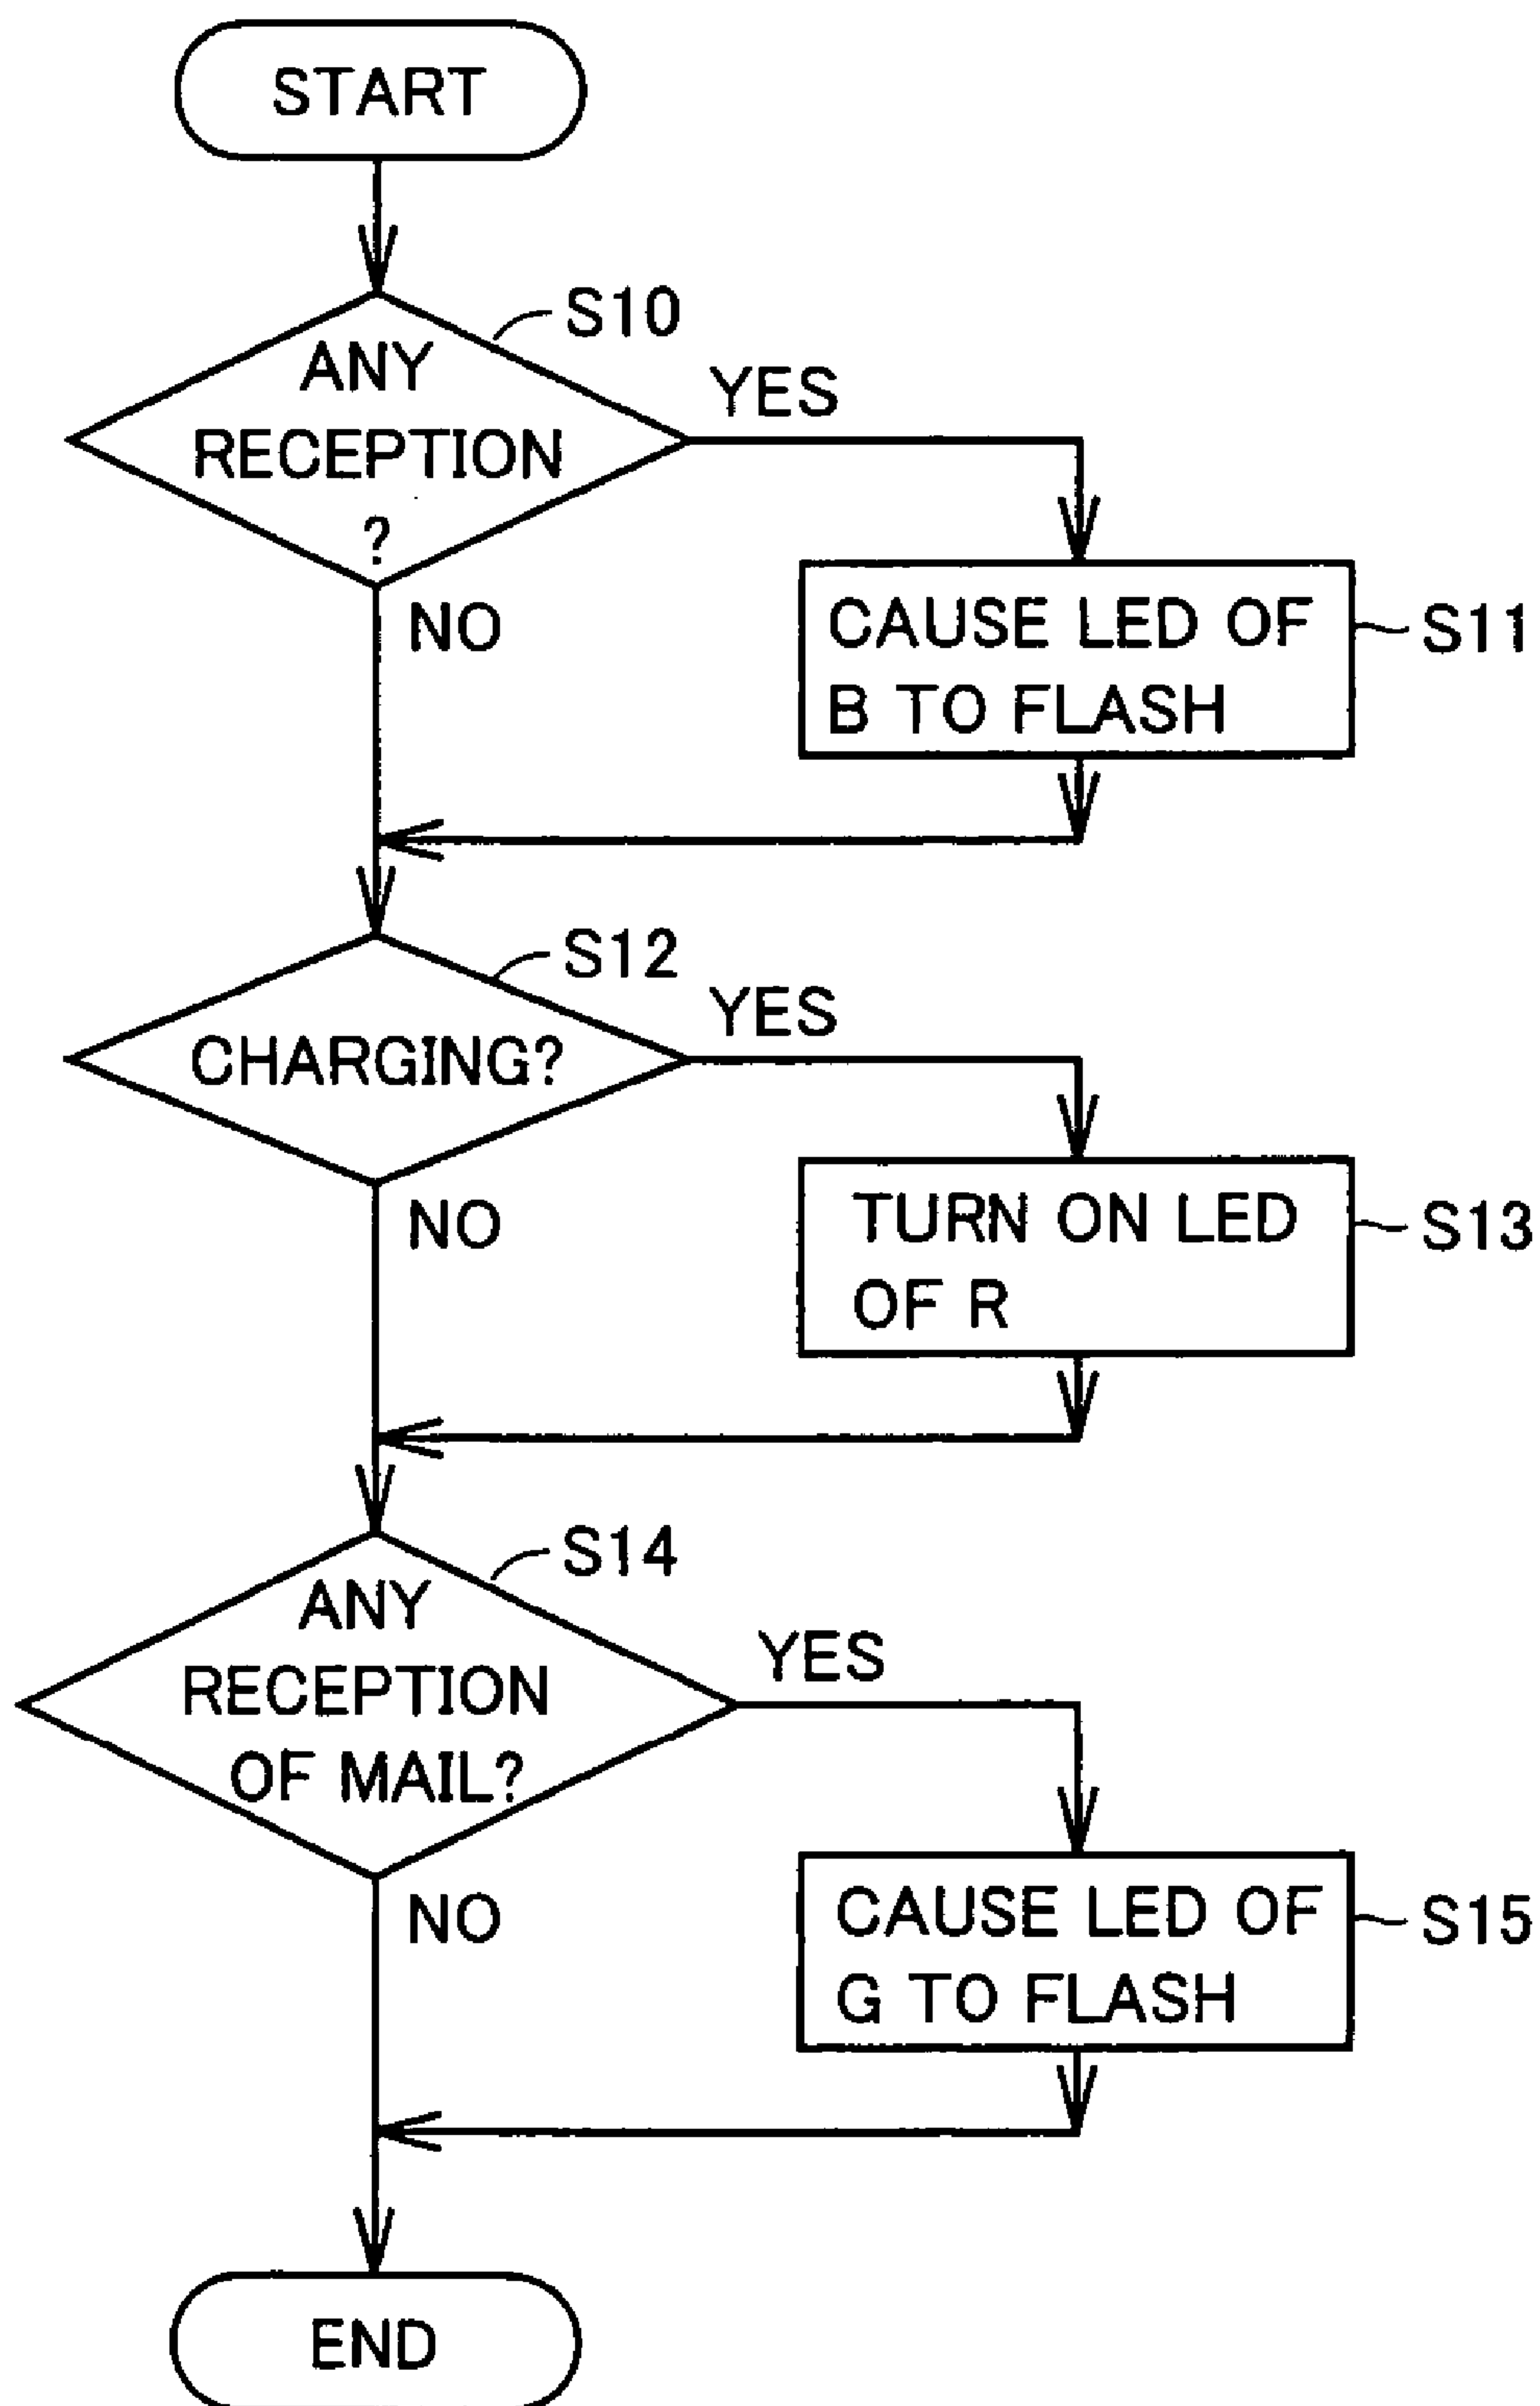 START
S10
ANY
RECEPTION
?
YES
NO
CAUSE LED OF
B TO FLASH
S11
S12
CHARGING?
YES
NO
TURN ON LED
OF R
S13
S14
ANY
RECEPTION
OF MAIL?
YES
NO
CAUSE LED OF
G TO FLASH
S15
END